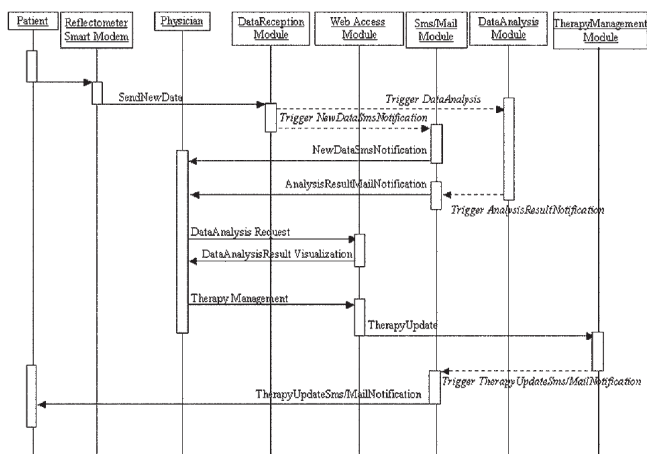 Patient
Reflectometer
Smart Modem
Physician
DataReception
Module
Web Access
Module
Sms/Mail
Module
DataAnalysis
Module
TherapyManagement
Module
SendNewData
Trigger DataAnalysis
Trigger NewDataSmsNotification
NewDataSmsNotification
AnalysisResultMailNotification
Trigger AnalysisResultNotification
DataAnalysis Request
DataAnalysisResult Visualization
Therapy Management
TherapyUpdate
Trigger TherapyUpdateSms/MailNotification
TherapyUpdateSms/MailNotification